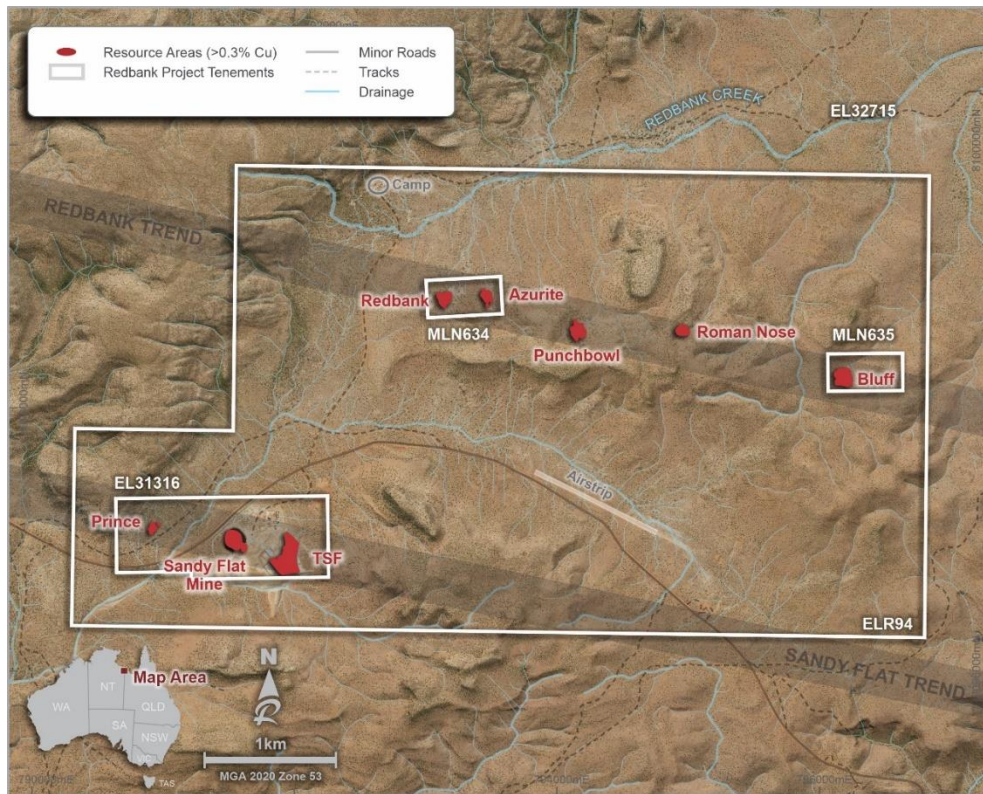 Resource Areas (>0.3% Cu)
Redbank Project Tenements
Minor Roads
Tracks
Drainage
REDBANK CREEK
EL32715
8100000mN
Camp
REDBANK TREND
Redbank
Azurite
MLN634
Punchbowl
Roman Nose
MLN635
Bluff
EL31316
Prince
Sandy Flat
Mine
TSF
Airstrip
ELR94
SANDY FLAT TREND
Map Area
WA
NT
QLD
SA
NSW
TAS
N
1km
MGA 2020 Zone 53
790000mE